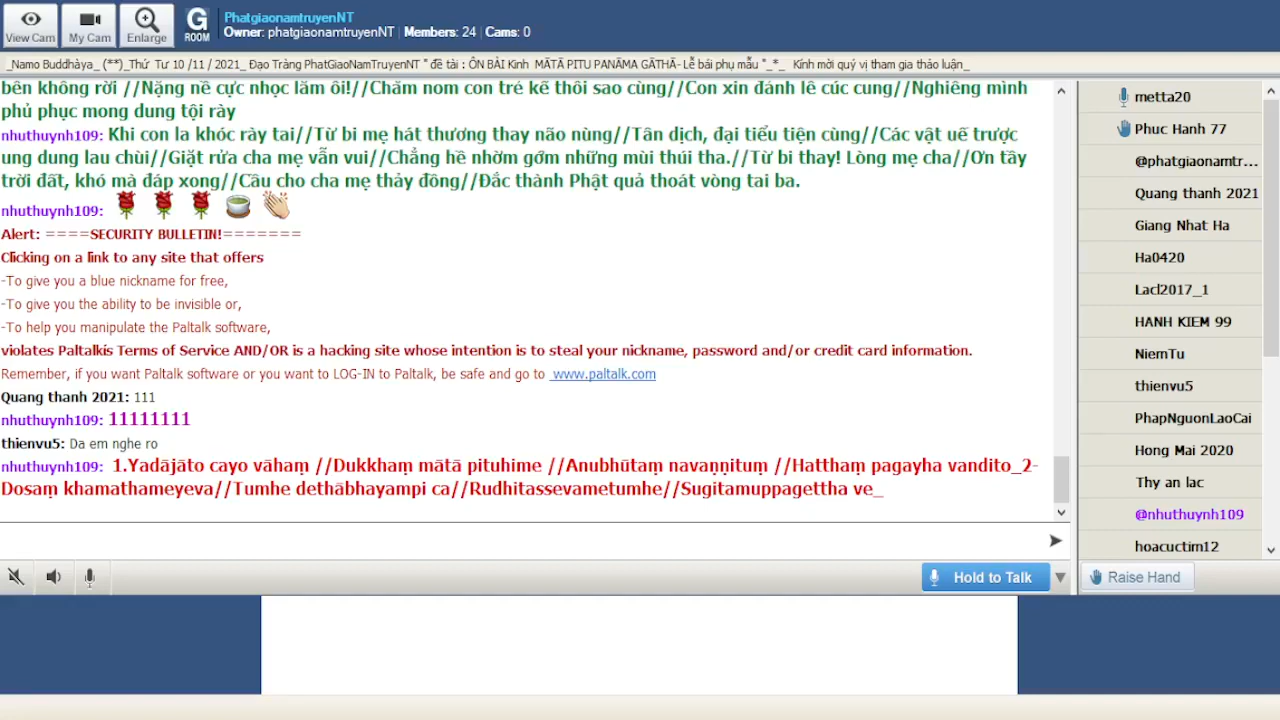 View Cam
My Cam
Enlarge
G
ROOM
PhatgiaonamtruyenNT
Owner: phatgiaonamtruyenNT | Members: 24 | Cams: 0
_Namo Buddhàya_ (**)_Thứ Tư 10 /11 / 2021_ Đạo Tràng PhatGiaoNamTruyenNT " đề tài : ÔN BÀI Kinh MĀTĀ PITU PANĀMA GĀTHĀ- Lễ bái phụ mẫu "_*_ Kính mời quý vị tham gia thảo luận_
bên không rời //Nặng nề cực nhọc lắm ôi!//Chăm nom con trẻ kể thôi sao cùng//Con xin đánh lê cúc cung//Nghiêng mình
phủ phục mong dung tội rày
nhuthuynh109: Khi con la khóc rày tai//Từ bi mẹ hát thương thay não nùng//Tân dịch, đại tiểu tiện cùng//Các vật uế trược
ung dung lau chùi//Giặt rửa cha mẹ vẫn vui//Chẳng hề nhờm gớm những mùi thúi tha.//Từ bi thay! Lòng mẹ cha//Ơn tầy
trời đất, khó mà đáp xong//Cầu cho cha mẹ thảy đồng//Đắc thành Phật quả thoát vòng tai ba.
nhuthuynh109:
Alert: ====SECURITY BULLETIN!=======
Clicking on a link to any site that offers
-To give you a blue nickname for free,
-To give you the ability to be invisible or,
-To help you manipulate the Paltalk software,
violates Paltalkís Terms of Service AND/OR is a hacking site whose intention is to steal your nickname, password and/or credit card information.
Remember, if you want Paltalk software or you want to LOG-IN to Paltalk, be safe and go to www.paltalk.com
Quang thanh 2021: 111
nhuthuynh109: 11111111
thienvu5: Da em nghe ro
nhuthuynh109: 1.Yadājāto cayo vāhaṃ //Dukkhaṃ mātā pituhime //Anubhūtaṃ navaṇṇituṃ //Hatthaṃ pagayha vandito_2-
Dosaṃ khamathameyeva//Tumhe dethābhayampi ca//Rudhitassevametumhe//Sugitamuppagettha ve_
Hold to Talk
metta20
Phuc Hanh 77
@phatgiaonamtr...
Quang thanh 2021
Giang Nhat Ha
Ha0420
Lacl2017_1
HANH KIEM 99
NiemTu
thienvu5
PhapNguonLaoCai
Hong Mai 2020
Thy an lac
@nhuthuynh109
hoacuctim12
Raise Hand